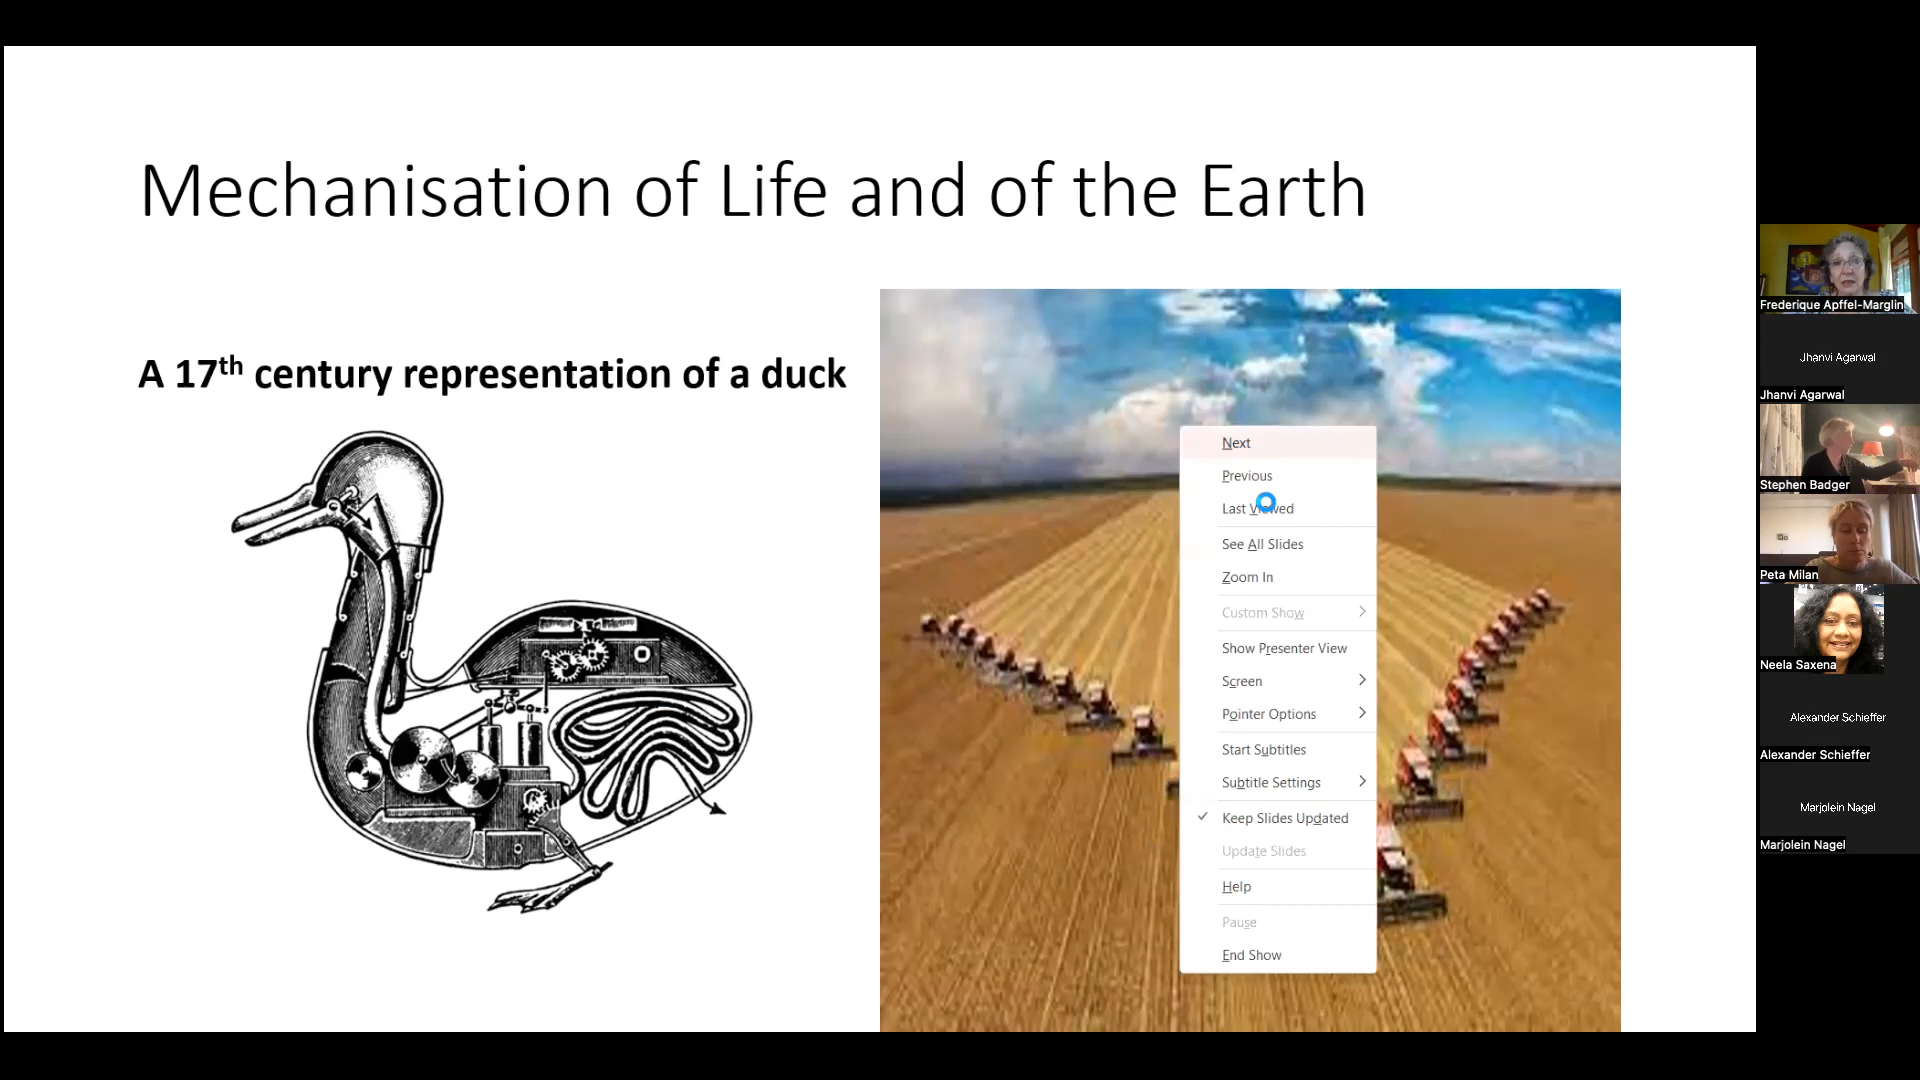 Mechanisation of Life and of the Earth
A 17th century representation of a duck
Next
Previous
Last Viewed
See All Slides
Zoom In
Custom Show
Show Presenter View
Screen
Pointer Options
Start Subtitles
Subtitle Settings
Keep Slides Updated
Update Slides
Help
Pause
End Show
Frederique Apffel-Marglin
Jhanvi Agarwal
Jhanvi Agarwal
Stephen Badger
Peta Milan
Neela Saxena
Alexander Schieffer
Alexander Schieffer
Marjolein Nagel
Marjolein Nagel